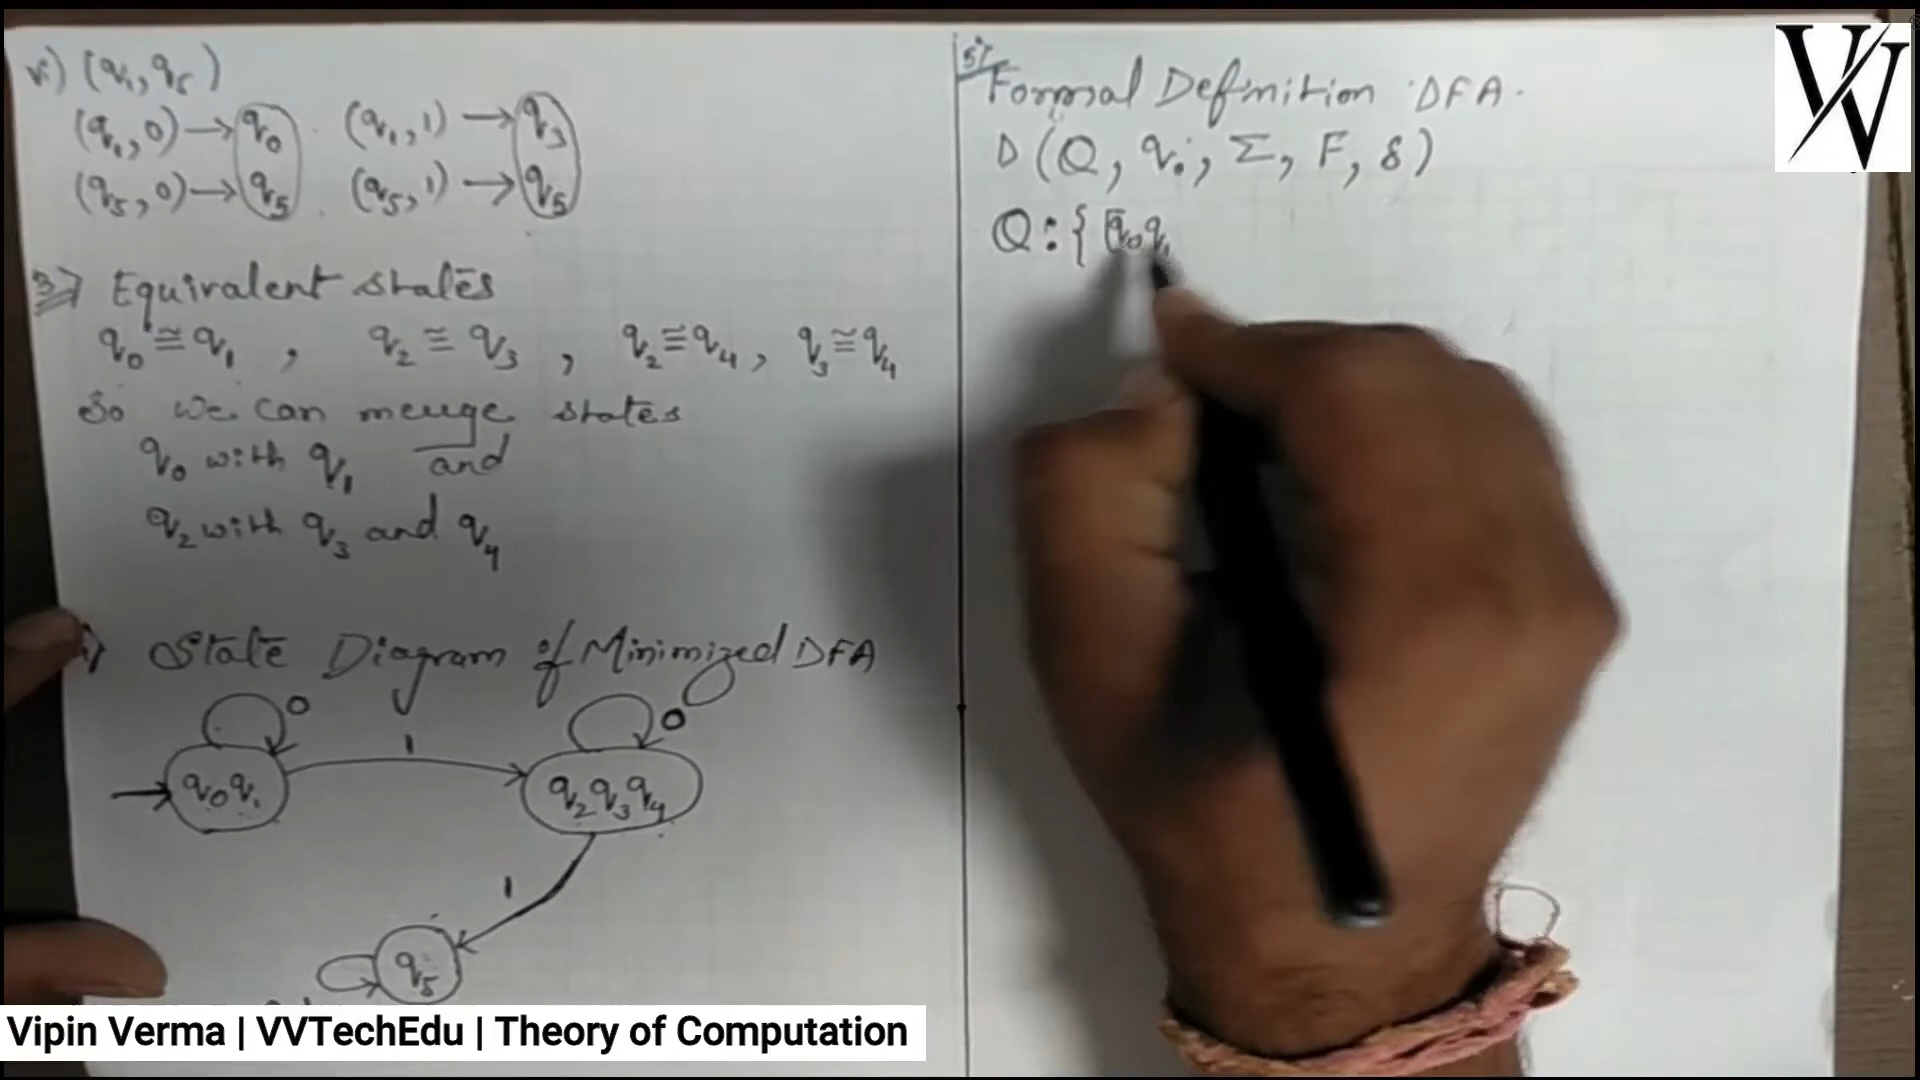 vi) (q₁, q₅)
(q₁, 0) → q₀ (q₁, 1) → q₃
(q₅, 0) → q₅ (q₅, 1) → q₅
3) Equivalent states
q₀ ≅ q₁ , q₂ ≅ q₃ , q₂ ≅ q₄ , q₃ ≅ q₄
So we can merge states
q₀ with q₁ and
q₂ with q₃ and q₄
State Diagram of Minimized DFA
0 0
1
q₀q₁ q₂q₃q₄
1
q₅
5) Formal Definition DFA.
D (Q, q₀, Σ, F, δ)
Q : { [q₀q₁
VV
Vipin Verma | VVTechEdu | Theory of Computation